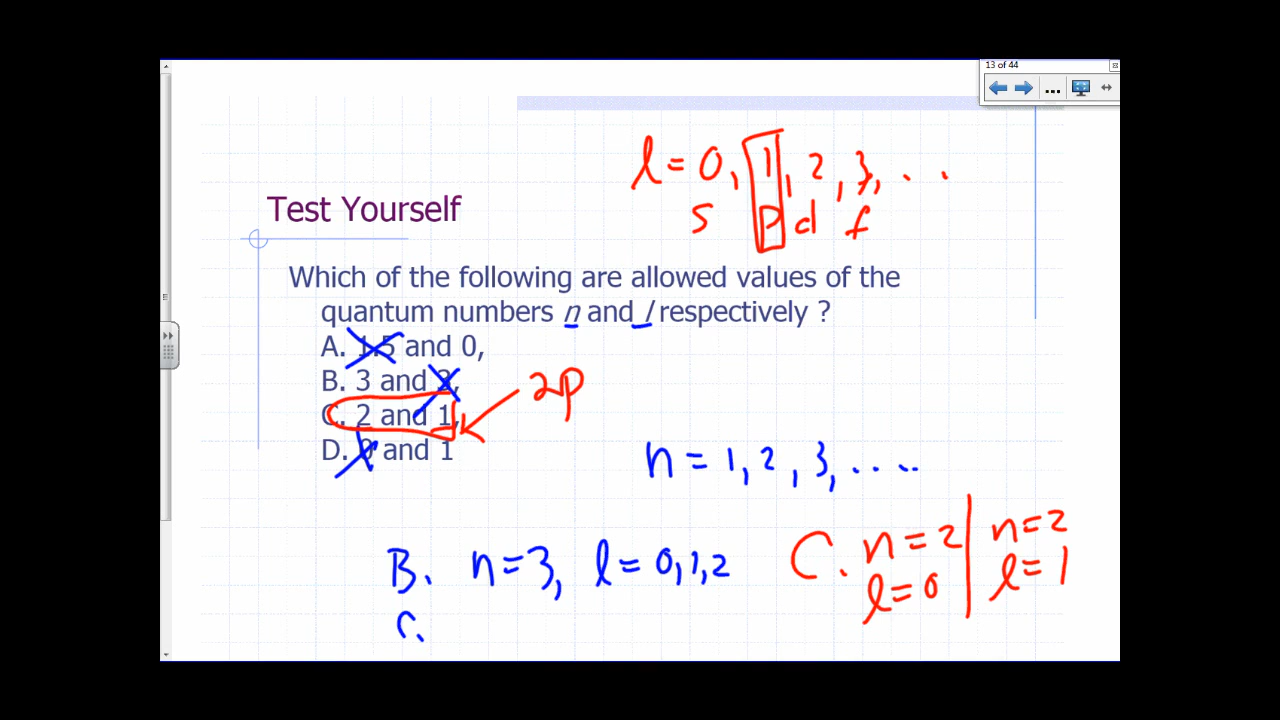 13 of 44
l = 0, 1, 2, 3, . .
s p d f
Test Yourself
Which of the following are allowed values of the
quantum numbers n and l respectively ?
A. 1.5 and 0,
B. 3 and 3,
2p
C. 2 and 1,
D. 0 and 1
n = 1, 2, 3, . . . .
B. n=3, l = 0,1,2
C.
C. n=2
l=0
n=2
l=1